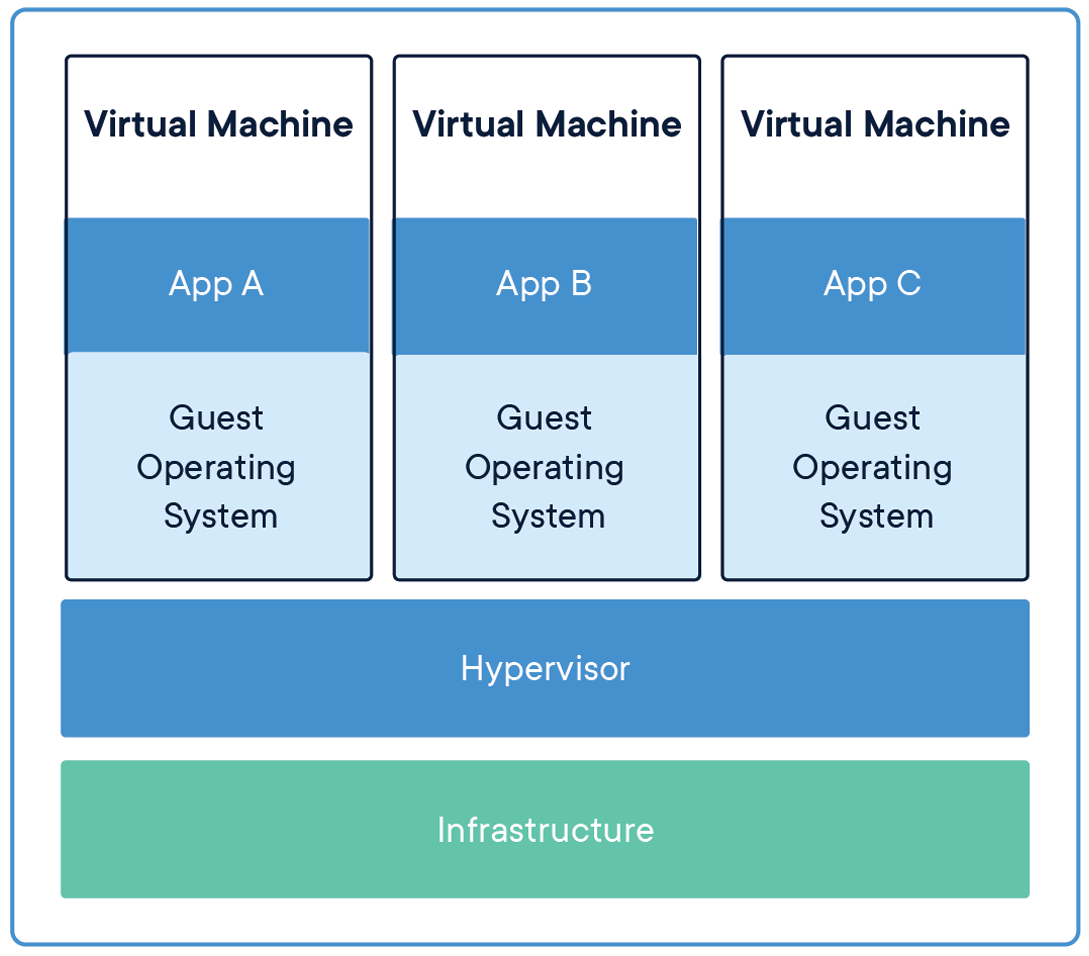 Virtual Machine
App A
Guest
Operating
System
Virtual Machine
App B
Guest
Operating
System
Virtual Machine
App C
Guest
Operating
System
Hypervisor
Infrastructure